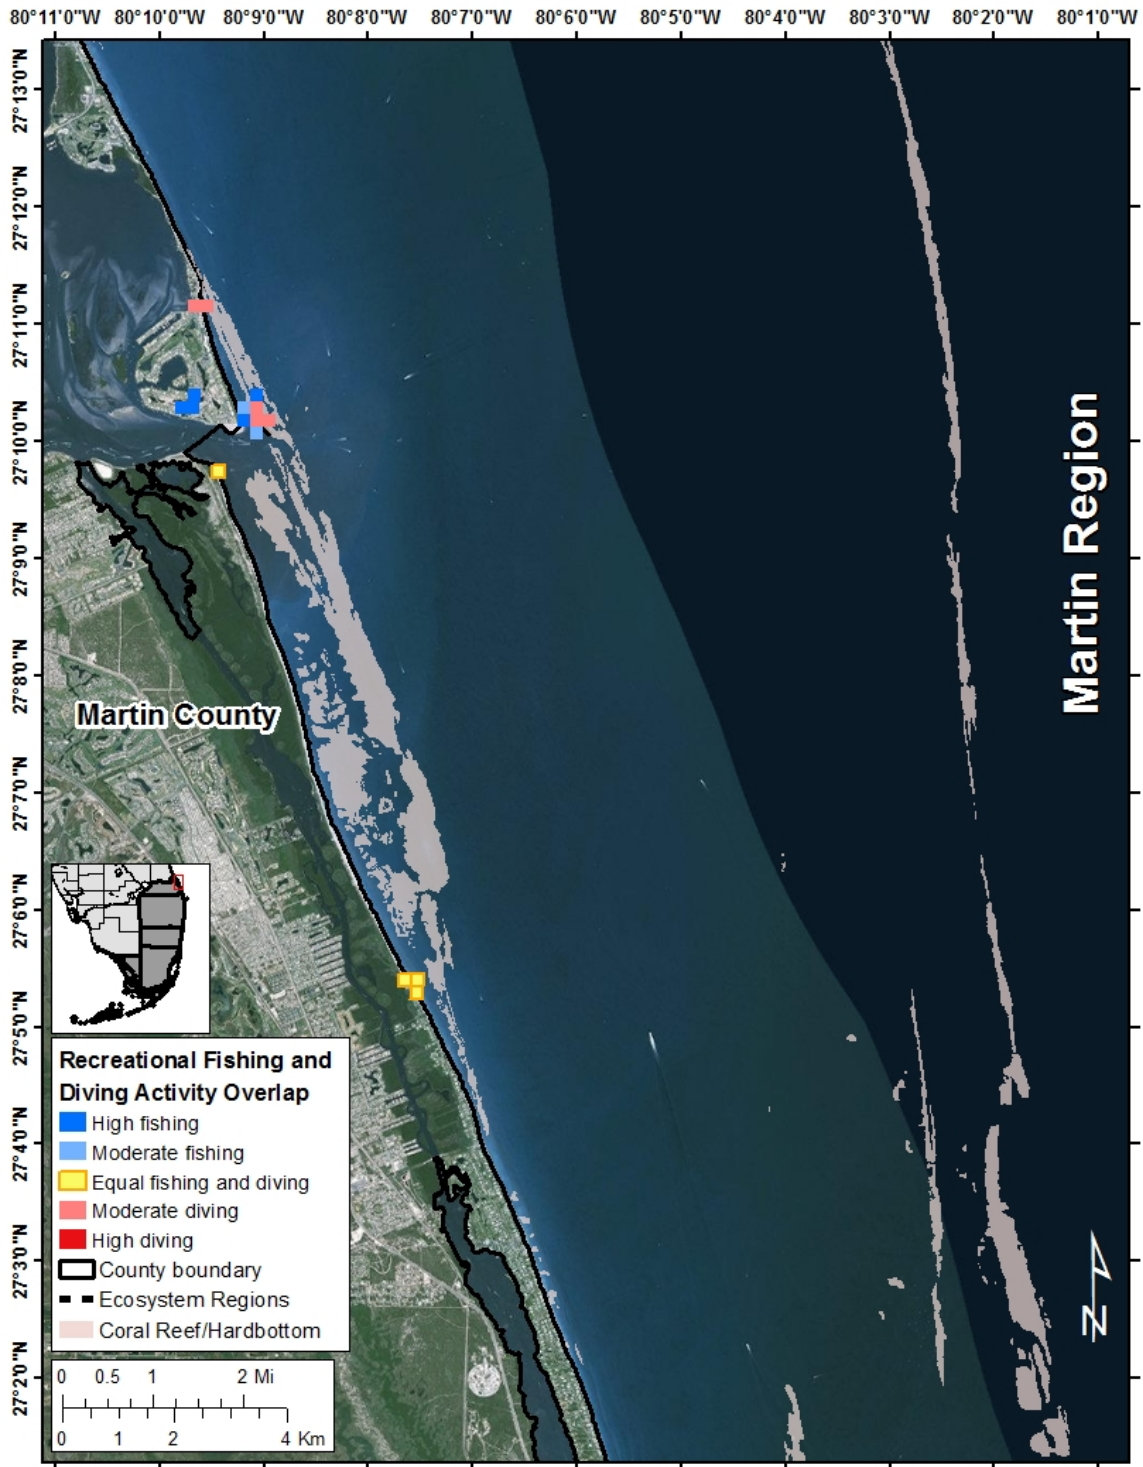 80°11'0"W 80°10'0"W 80°9'0"W 80°8'0"W 80°7'0"W 80°6'0"W 80°5'0"W 80°4'0"W 80°3'0"W 80°2'0"W 80°1'0"W
27°13'0"N
27°12'0"N
27°11'0"N
27°10'0"N
27°9'0"N
27°8'0"N
27°7'0"N
27°6'0"N
27°5'0"N
27°4'0"N
27°3'0"N
27°2'0"N
Martin Region
Martin County
Recreational Fishing and
Diving Activity Overlap
High fishing
Moderate fishing
Equal fishing and diving
Moderate diving
High diving
County boundary
Ecosystem Regions
Coral Reef/Hardbottom
0 0.5 1 2 Mi
0 1 2 4 Km
N